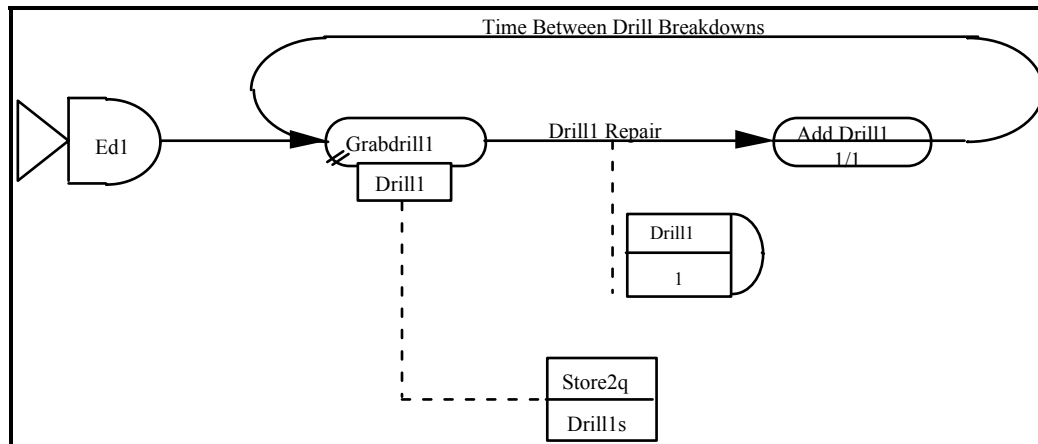 Time Between Drill Breakdowns
Ed1
Grabdrill1
Drill1 Repair
Add Drill1
1/1
Drill1
Drill1
1
Store2q
Drill1s